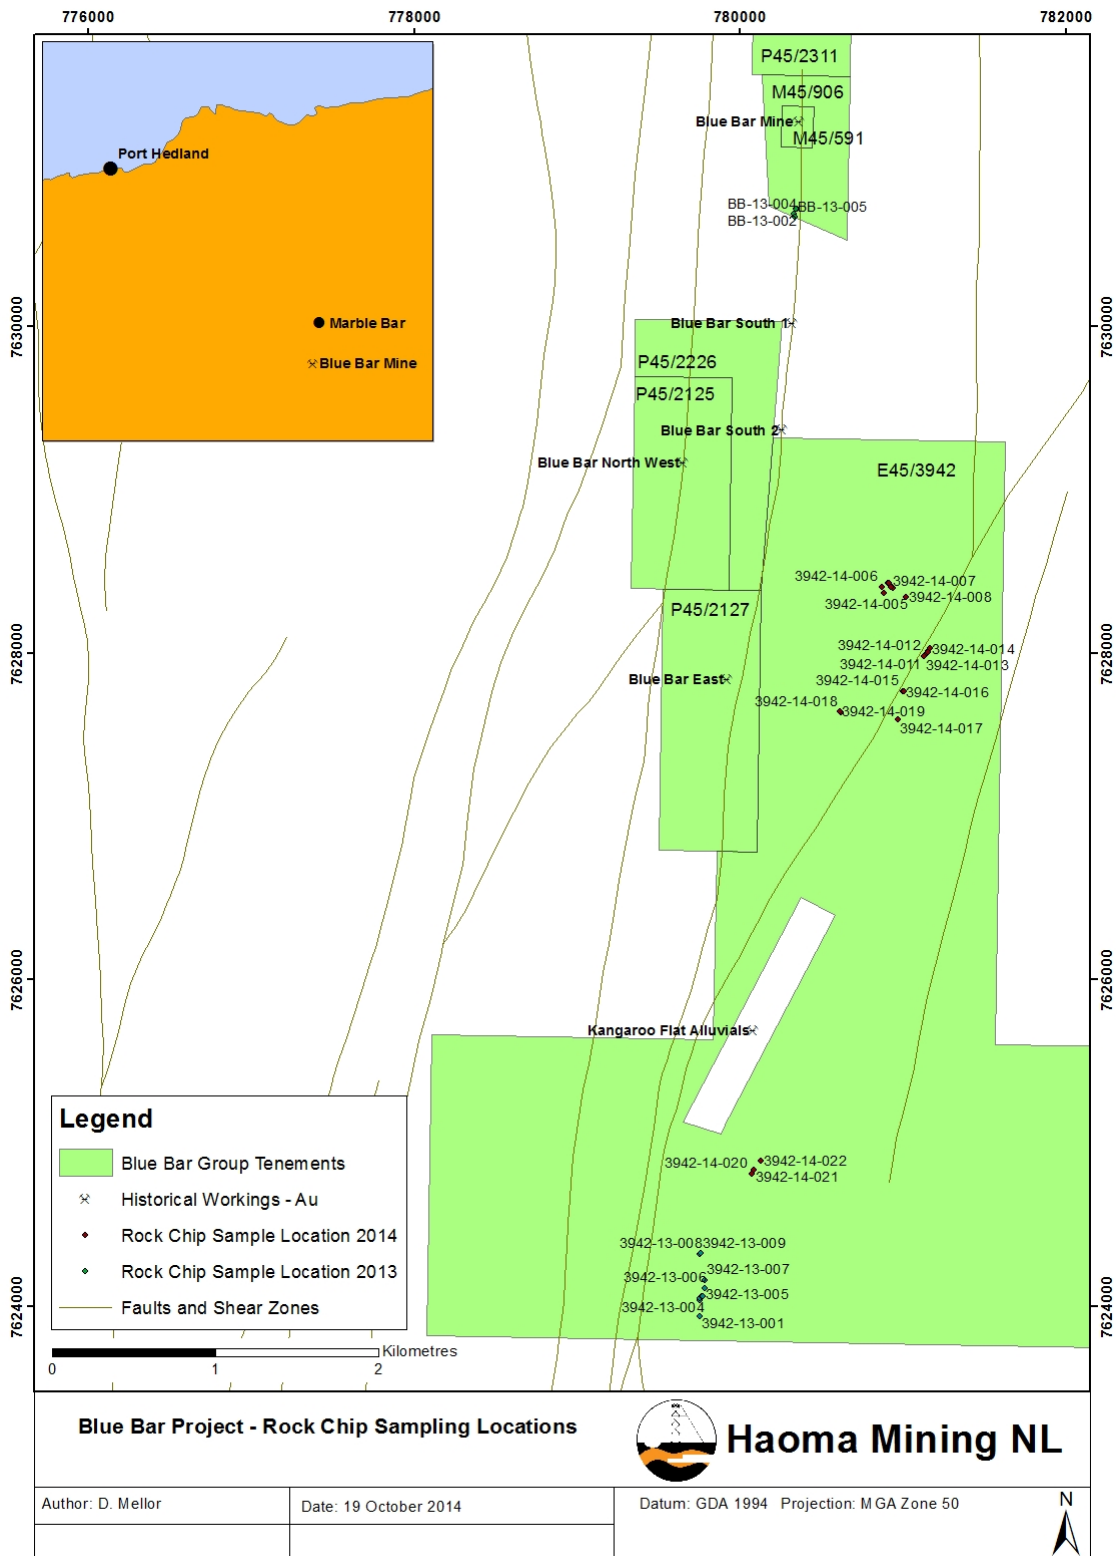 776000
778000
780000
782000
P45/2311
M45/906
Blue Bar Mine
M45/591
Port Hedland
BB-13-004
BB-13-005
BB-13-002
7630000
7630000
Marble Bar
Blue Bar South 1
Blue Bar Mine
P45/2226
P45/2125
Blue Bar South 2
Blue Bar North West
E45/3942
3942-14-006
3942-14-007
3942-14-005
3942-14-008
P45/2127
7628000
7628000
3942-14-012
3942-14-014
3942-14-011
3942-14-013
Blue Bar East
3942-14-015
3942-14-016
3942-14-018
3942-14-019
3942-14-017
7626000
7626000
Kangaroo Flat Alluvials
3942-14-020
3942-14-022
3942-14-021
3942-13-008
3942-13-009
3942-13-007
3942-13-006
3942-13-005
3942-13-004
3942-13-001
7624000
7624000
Legend
Blue Bar Group Tenements
Historical Workings - Au
Rock Chip Sample Location 2014
Rock Chip Sample Location 2013
Faults and Shear Zones
Kilometres
0 1 2
Blue Bar Project - Rock Chip Sampling Locations
Haoma Mining NL
Author: D. Mellor
Date: 19 October 2014
Datum: GDA 1994 Projection: MGA Zone 50
N